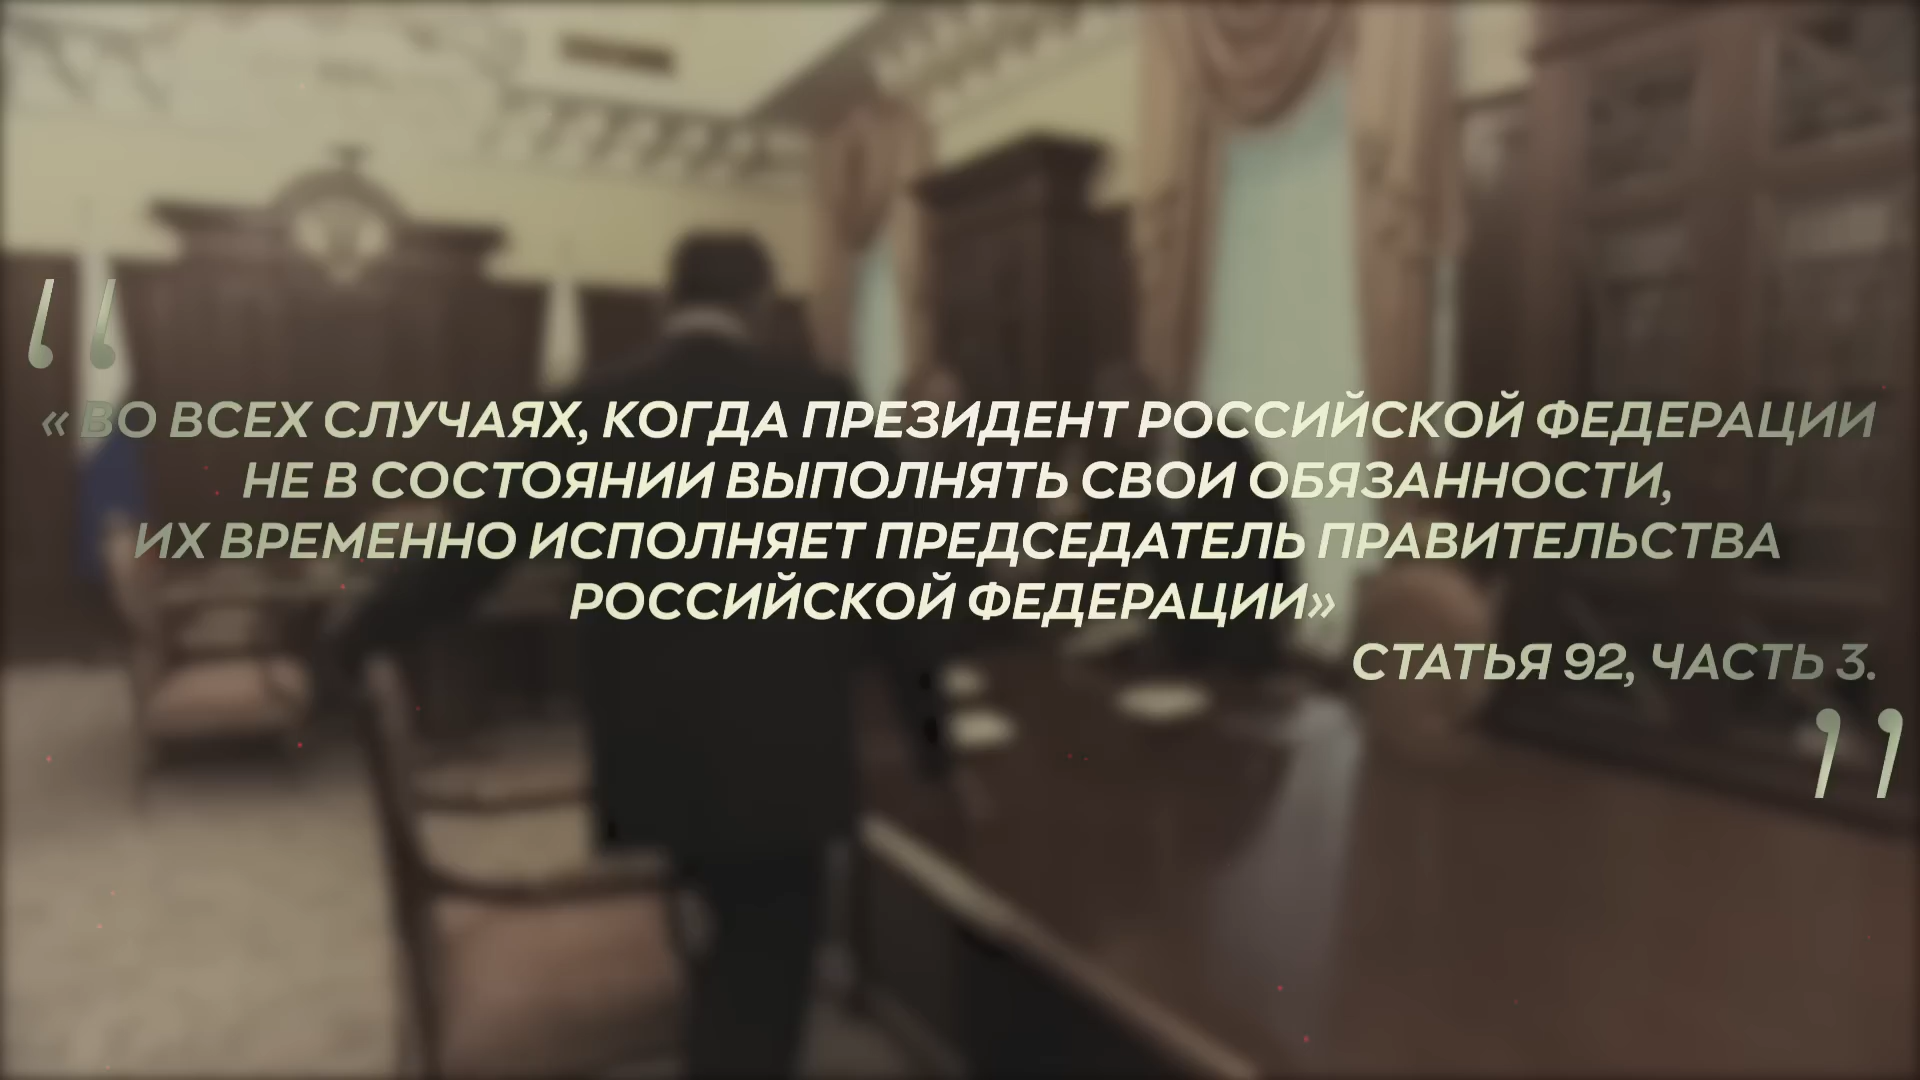 « ВО ВСЕХ СЛУЧАЯХ, КОГДА ПРЕЗИДЕНТ РОССИЙСКОЙ ФЕДЕРАЦИИ
НЕ В СОСТОЯНИИ ВЫПОЛНЯТЬ СВОИ ОБЯЗАННОСТИ,
ИХ ВРЕМЕННО ИСПОЛНЯЕТ ПРЕДСЕДАТЕЛЬ ПРАВИТЕЛЬСТВА
РОССИЙСКОЙ ФЕДЕРАЦИИ»
СТАТЬЯ 92, ЧАСТЬ 3.